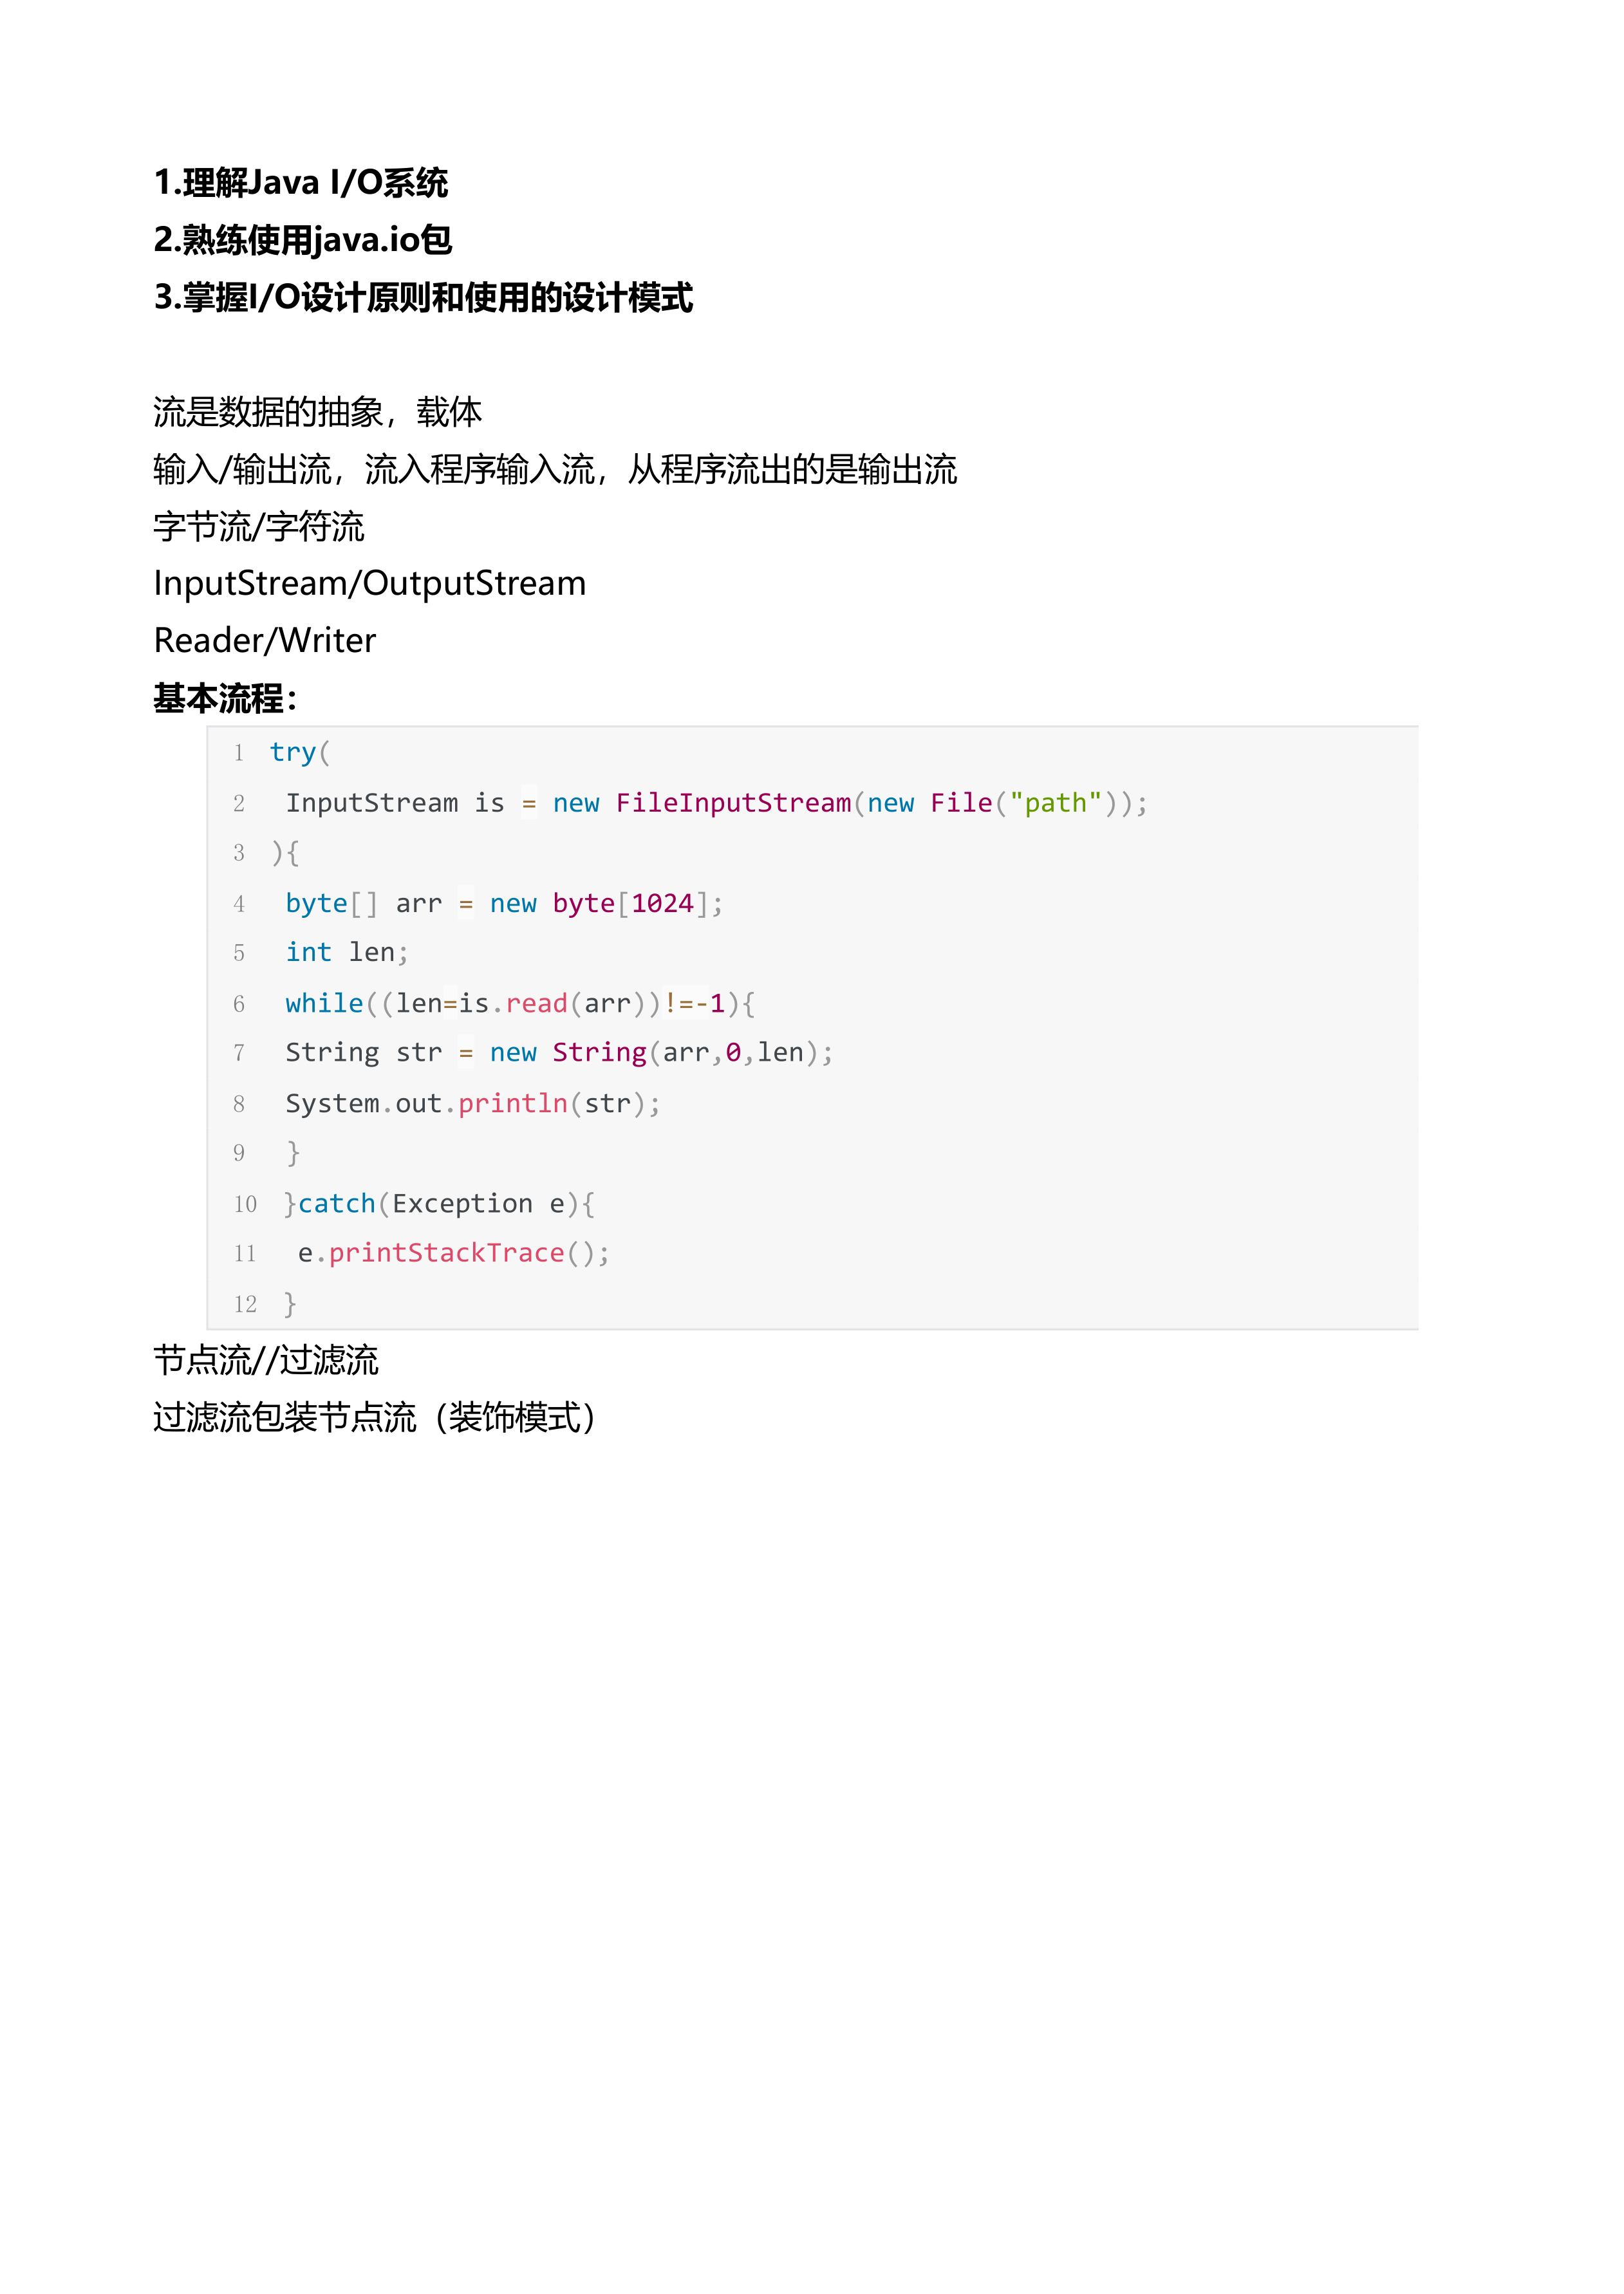 1.理解Java I/O系统
2.熟练使用java.io包
3.掌握I/O设计原则和使用的设计模式
流是数据的抽象，载体
输入/输出流，流入程序输入流，从程序流出的是输出流
字节流/字符流
InputStream/OutputStream
Reader/Writer
基本流程：
1 try(
2 InputStream is = new FileInputStream(new File("path"));
3 ){
4 byte[] arr = new byte[1024];
5 int len;
6 while((len=is.read(arr))!=-1){
7 String str = new String(arr,0,len);
8 System.out.println(str);
9 }
10 }catch(Exception e){
11 e.printStackTrace();
12 }
节点流//过滤流
过滤流包装节点流（装饰模式）